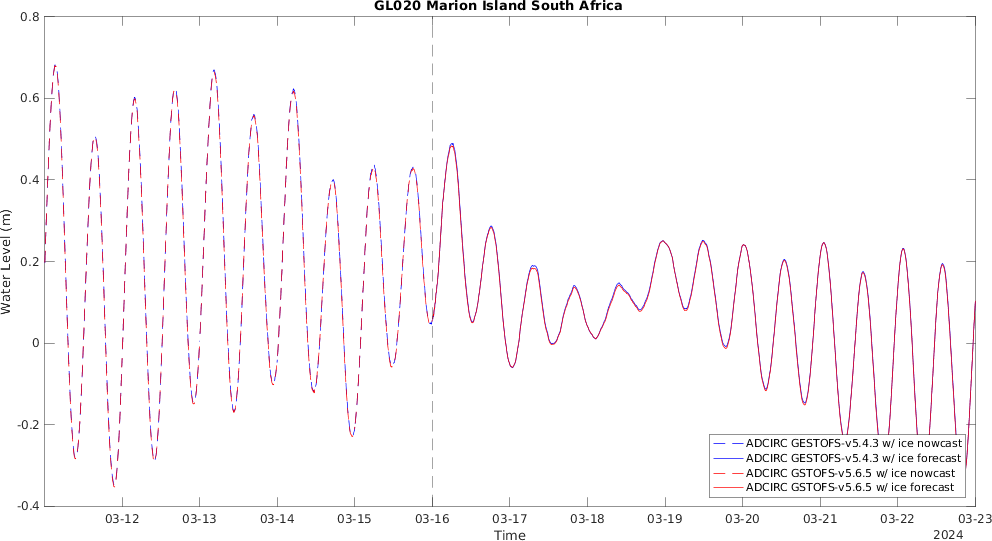 GL020 Marion Island South Africa
0.8
0.6
0.4
0.2
0
-0.2
-0.4
Water Level (m)
03-12 03-13 03-14 03-15 03-16 03-17 03-18 03-19 03-20 03-21 03-22 03-23
Time
2024
ADCIRC GESTOFS-v5.4.3 w/ ice nowcast
ADCIRC GESTOFS-v5.4.3 w/ ice forecast
ADCIRC GSTOFS-v5.6.5 w/ ice nowcast
ADCIRC GSTOFS-v5.6.5 w/ ice forecast